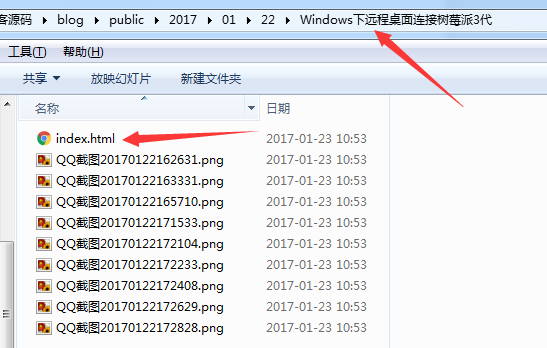 客源码 ▸ blog ▸ public ▸ 2017 ▸ 01 ▸ 22 ▸ Windows下远程桌面连接树莓派3代
工具(T) 帮助(H)
共享 放映幻灯片 新建文件夹
名称 日期
index.html 2017-01-23 10:53
QQ截图20170122162631.png 2017-01-23 10:53
QQ截图20170122163331.png 2017-01-23 10:53
QQ截图20170122165710.png 2017-01-23 10:53
QQ截图20170122171533.png 2017-01-23 10:53
QQ截图20170122172104.png 2017-01-23 10:53
QQ截图20170122172233.png 2017-01-23 10:53
QQ截图20170122172408.png 2017-01-23 10:53
QQ截图20170122172629.png 2017-01-23 10:53
QQ截图20170122172828.png 2017-01-23 10:53